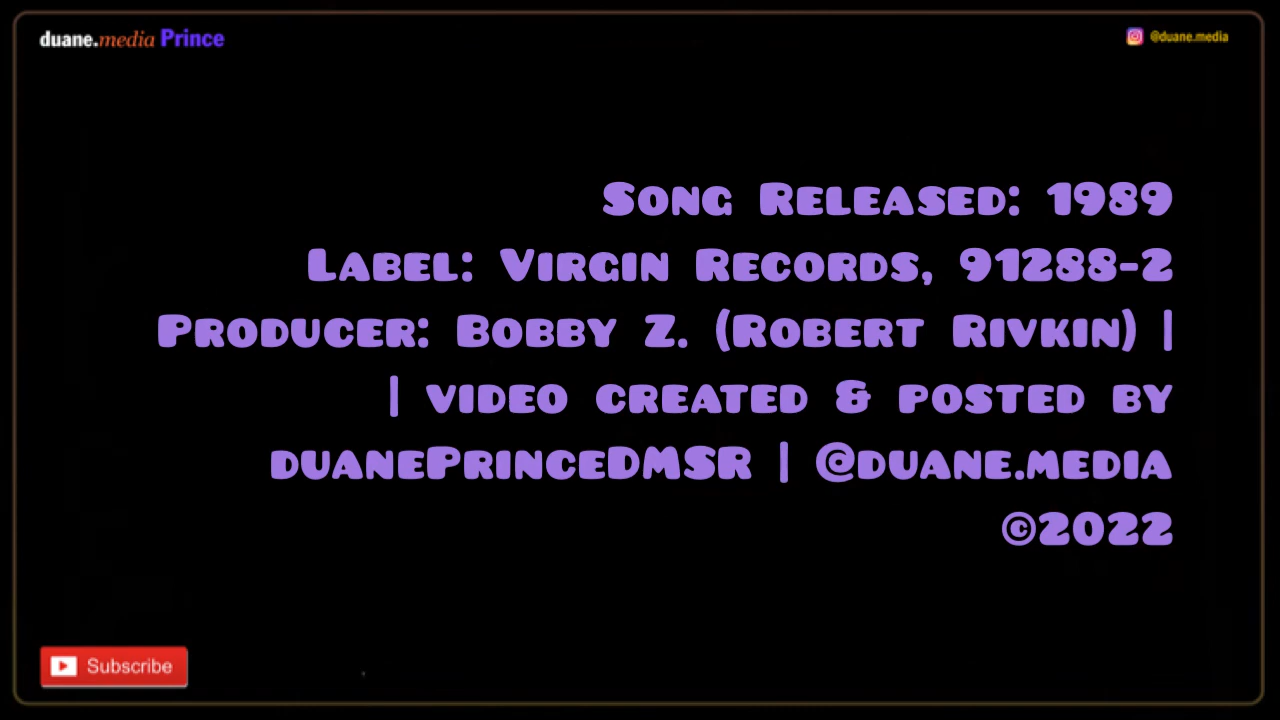 duane.media Prince
@duane.media
Song Released: 1989
Label: Virgin Records, 91288-2
Producer: Bobby Z. (Robert Rivkin) |
| video created & posted by
duanePrinceDMSR | @duane.media
©2022
Subscribe